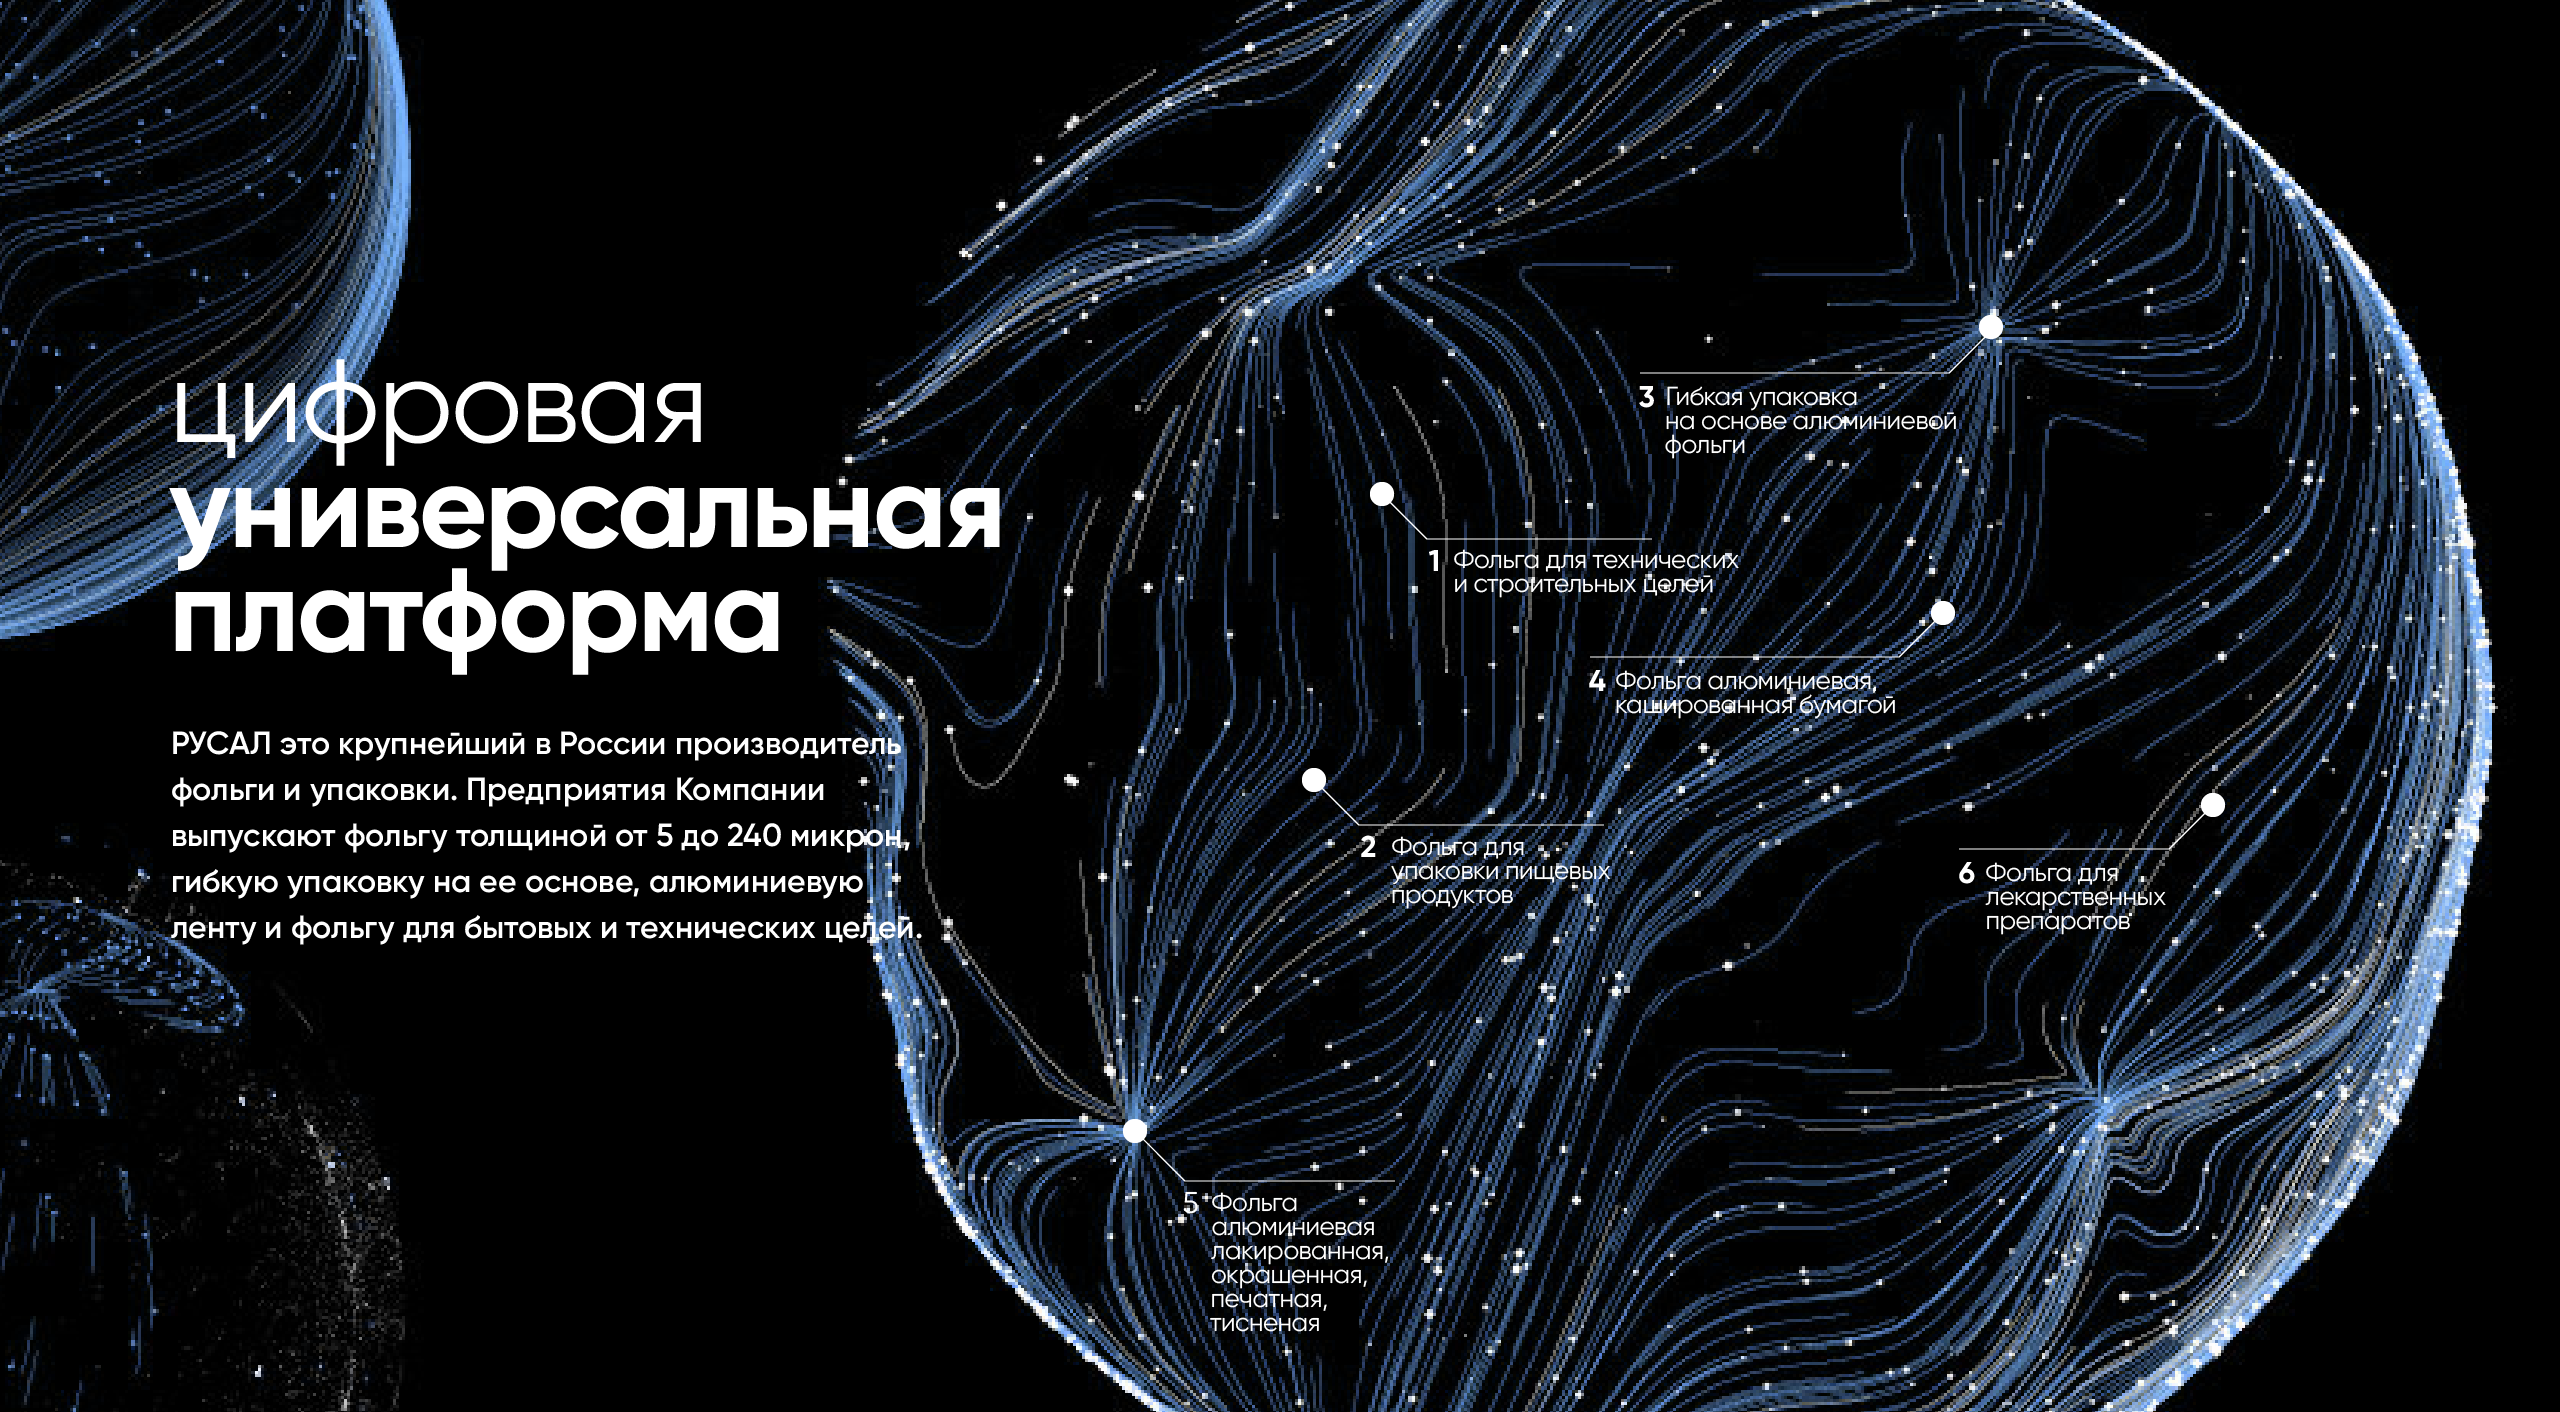 цифровая
универсальная
платформа
РУСАЛ это крупнейший в России производитель
фольги и упаковки. Предприятия Компании
выпускают фольгу толщиной от 5 до 240 микрон,
гибкую упаковку на ее основе, алюминиевую
ленту и фольгу для бытовых и технических целей.
3 Гибкая упаковка
на основе алюминиевой
фольги
1 Фольга для технических
и строительных целей
4 Фольга алюминиевая,
кашированная бумагой
2 Фольга для
упаковки пищевых
продуктов
6 Фольга для
лекарственных
препаратов
5 Фольга
алюминиевая
лакированная,
окрашенная,
печатная,
тисненая